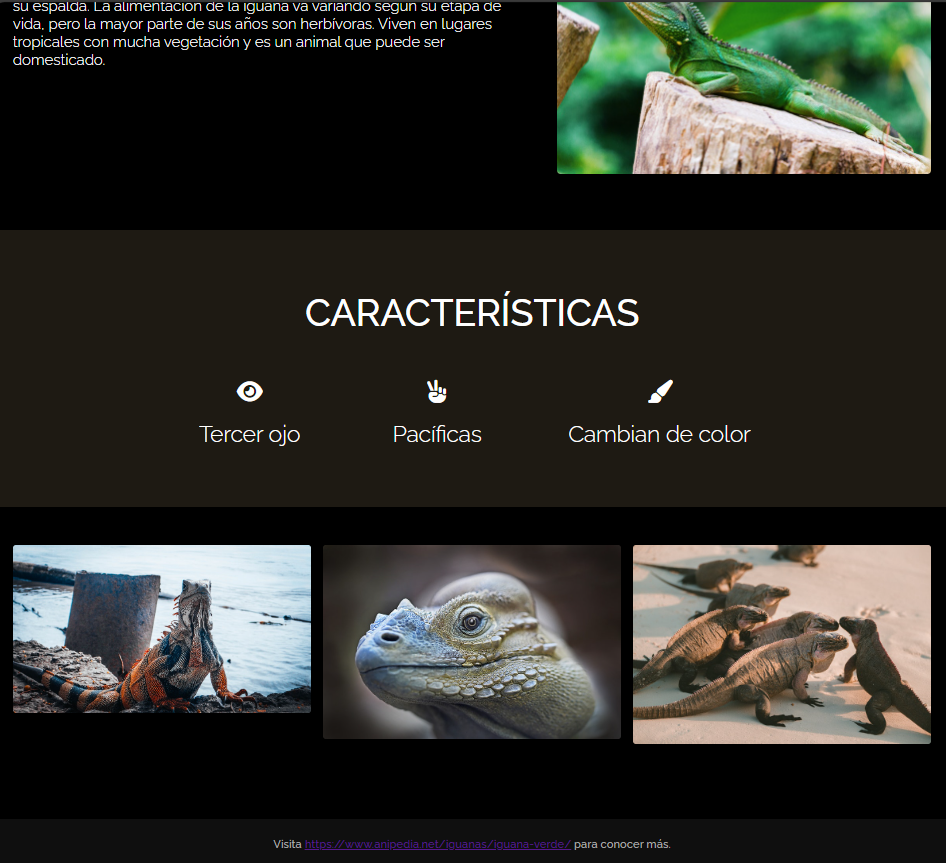 su espalda. La alimentación de la iguana va variando según su etapa de
vida, pero la mayor parte de sus años son herbívoras. Viven en lugares
tropicales con mucha vegetación y es un animal que puede ser
domesticado.
CARACTERÍSTICAS
Tercer ojo
Pacíficas
Cambian de color
Visita https://www.anipedia.net/iguanas/iguana-verde/ para conocer más.